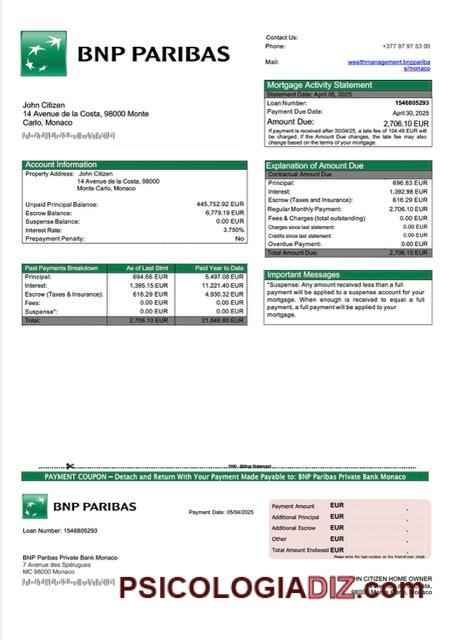 BNP PARIBAS
Contact Us:
Phone: +377 97 97 53 00
Mail: wealthmanagement.bnppariba
s/monaco
Mortgage Activity Statement
Statement Date: April 05, 2025
Loan Number: 1546805293
Payment Due Date: April 30, 2025
Amount Due: 2,706.10 EUR
If payment is received after 30/04/25, a late fee of 104.49 EUR will be
charged. If the Amount Due changes, the late fee may also
change based on the terms of your mortgage.
John Citizen
14 Avenue de la Costa, 98000 Monte
Carlo, Monaco
Account Information
Property Address: John Citizen
14 Avenue de la Costa, 98000
Monte Carlo, Monaco
Unpaid Principal Balance: 445,752.92 EUR
Escrow Balance: 6,779.19 EUR
Suspense Balance: 0.00 EUR
Interest Rate: 3.750%
Prepayment Penalty: No
Explanation of Amount Due
Contractual Amount Due
Principal: 696.83 EUR
Interest: 1,392.98 EUR
Escrow (Taxes and Insurance): 616.29 EUR
Regular Monthly Payment: 2,706.10 EUR
Fees & Charges (total outstanding) 0.00 EUR
Charges since last statement: 0.00 EUR
Credits since last statement: 0.00 EUR
Overdue Payment: 0.00 EUR
Total Amount Due: 2,706.10 EUR
Past Payments Breakdown As of Last Stmt Paid Year to Date
Principal: 694.66 EUR 5,497.08 EUR
Interest: 1,395.15 EUR 11,221.40 EUR
Escrow (Taxes & Insurance): 616.29 EUR 4,930.32 EUR
Fees: 0.00 EUR 0.00 EUR
Suspense*: 0.00 EUR 0.00 EUR
Total: 2,706.10 EUR 21,648.80 EUR
Important Messages
*Suspense: Any amount received less than a full
payment will be applied to a suspense account for your
mortgage. When enough is received to equal a full
payment, a full payment will be applied to your
mortgage.
PAYMENT COUPON – Detach and Return With Your Payment Made Payable to: BNP Paribas Private Bank Monaco
BNP PARIBAS
Payment Date: 05/04/2025
Loan Number: 1546805293
Payment Amount EUR
Additional Principal EUR
Additional Escrow EUR
Other EUR
Total Amount Enclosed EUR
Please write the loan number on the front of your check.
BNP Paribas Private Bank Monaco
7 Avenue des Spélugues
MC 98000 Monaco
HN CITIZEN HOME OWNER
PSICOLOGIADIZ.com